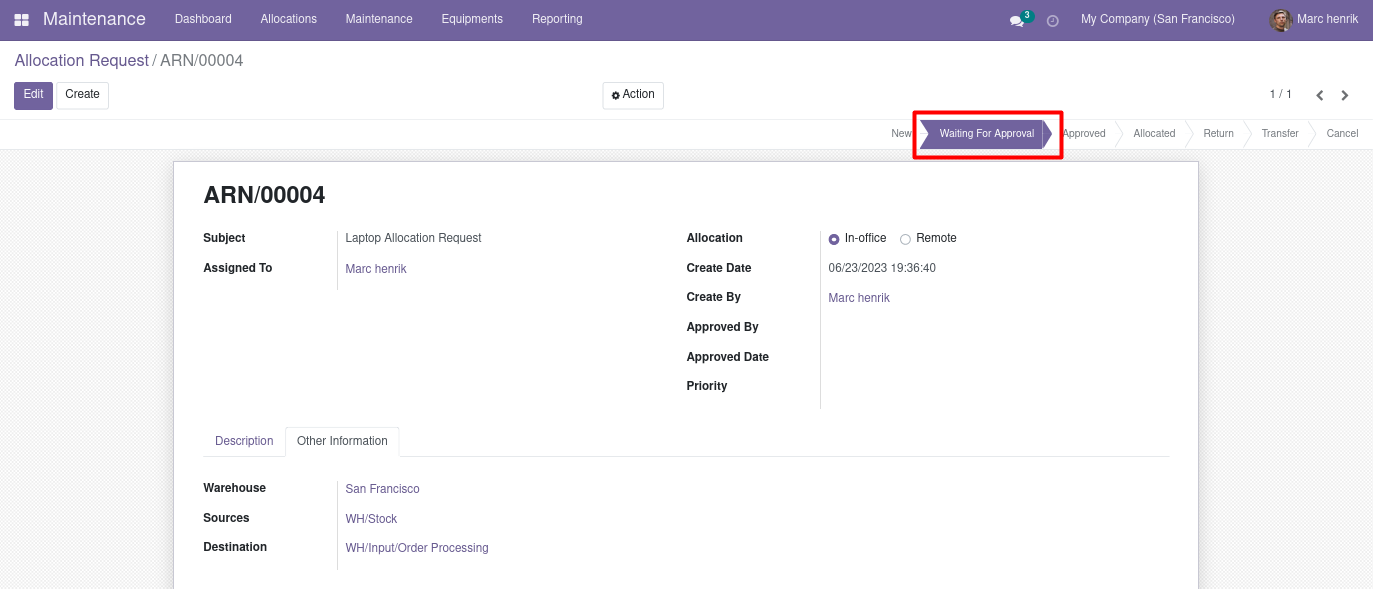 Maintenance Dashboard Allocations Maintenance Equipments Reporting 3 My Company (San Francisco) Marc henrik
Allocation Request / ARN/00004
Edit Create Action 1 / 1
New Waiting For Approval Approved Allocated Return Transfer Cancel
ARN/00004
Subject Laptop Allocation Request Allocation In-office Remote
Assigned To Marc henrik Create Date 06/23/2023 19:36:40
Create By Marc henrik
Approved By
Approved Date
Priority
Description Other Information
Warehouse San Francisco
Sources WH/Stock
Destination WH/Input/Order Processing